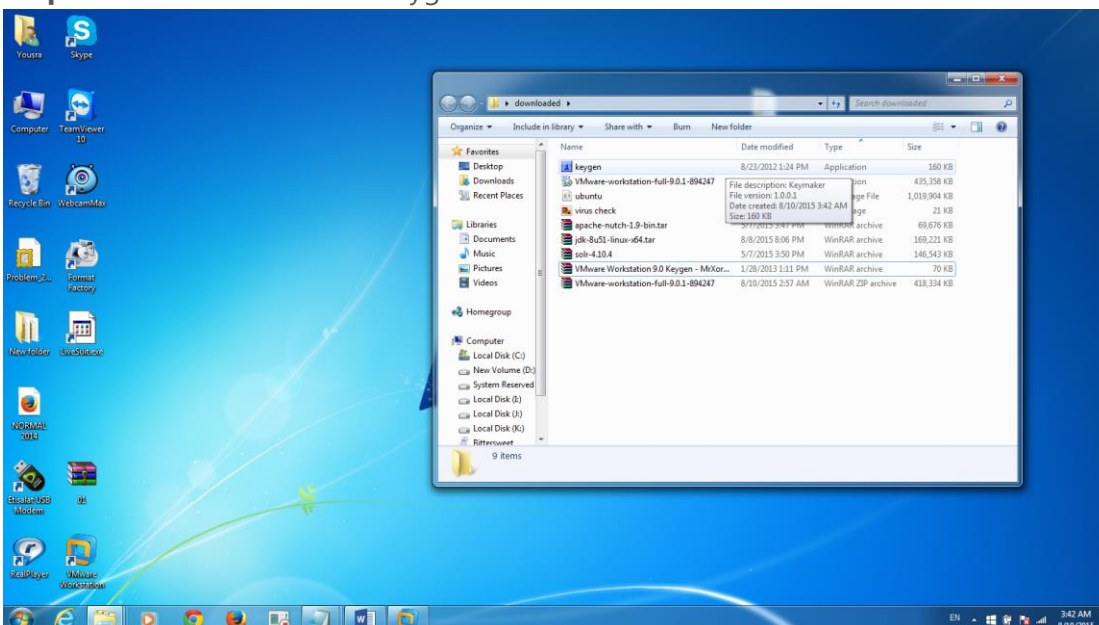 Yousra
Skype
Computer
TeamViewer 10
Recycle Bin
WebcamMax
Problem_2...
Format Factory
New folder
LiveSuit.exe
NORMAL 2014
Etisalat USB Modem
01
RealPlayer
VMware Workstation
downloaded
Search downloaded
Organize Include in library Share with Burn New folder
Favorites
Desktop
Downloads
Recent Places
Libraries
Documents
Music
Pictures
Videos
Homegroup
Computer
Local Disk (C:)
New Volume (D:)
System Reserved
Local Disk (I:)
Local Disk (J:)
Local Disk (K:)
Bittersweet
Name Date modified Type Size
keygen 8/23/2012 1:24 PM Application 160 KB
VMware-workstation-full-9.0.1-894247 435,358 KB
ubuntu 1,019,904 KB
virus check 21 KB
apache-nutch-1.9-bin.tar 5/7/2015 3:47 PM WinRAR archive 69,676 KB
jdk-8u51-linux-x64.tar 8/8/2015 8:06 PM WinRAR archive 169,221 KB
solr-4.10.4 5/7/2015 3:50 PM WinRAR archive 146,543 KB
VMware Workstation 9.0 Keygen - MrXor... 1/28/2013 1:11 PM WinRAR archive 70 KB
VMware-workstation-full-9.0.1-894247 8/10/2015 2:57 AM WinRAR ZIP archive 418,334 KB
File description: Keymaker
File version: 1.0.0.1
Date created: 8/10/2015 3:42 AM
Size: 160 KB
9 items
EN
3:42 AM